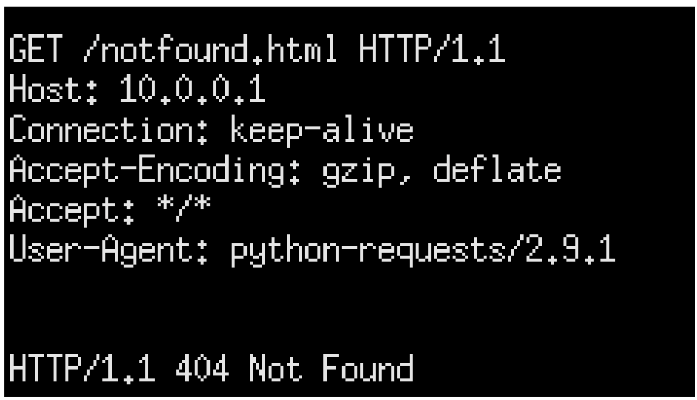 GET /notfound.html HTTP/1.1
Host: 10.0.0.1
Connection: keep-alive
Accept-Encoding: gzip, deflate
Accept: */*
User-Agent: python-requests/2.9.1
HTTP/1.1 404 Not Found